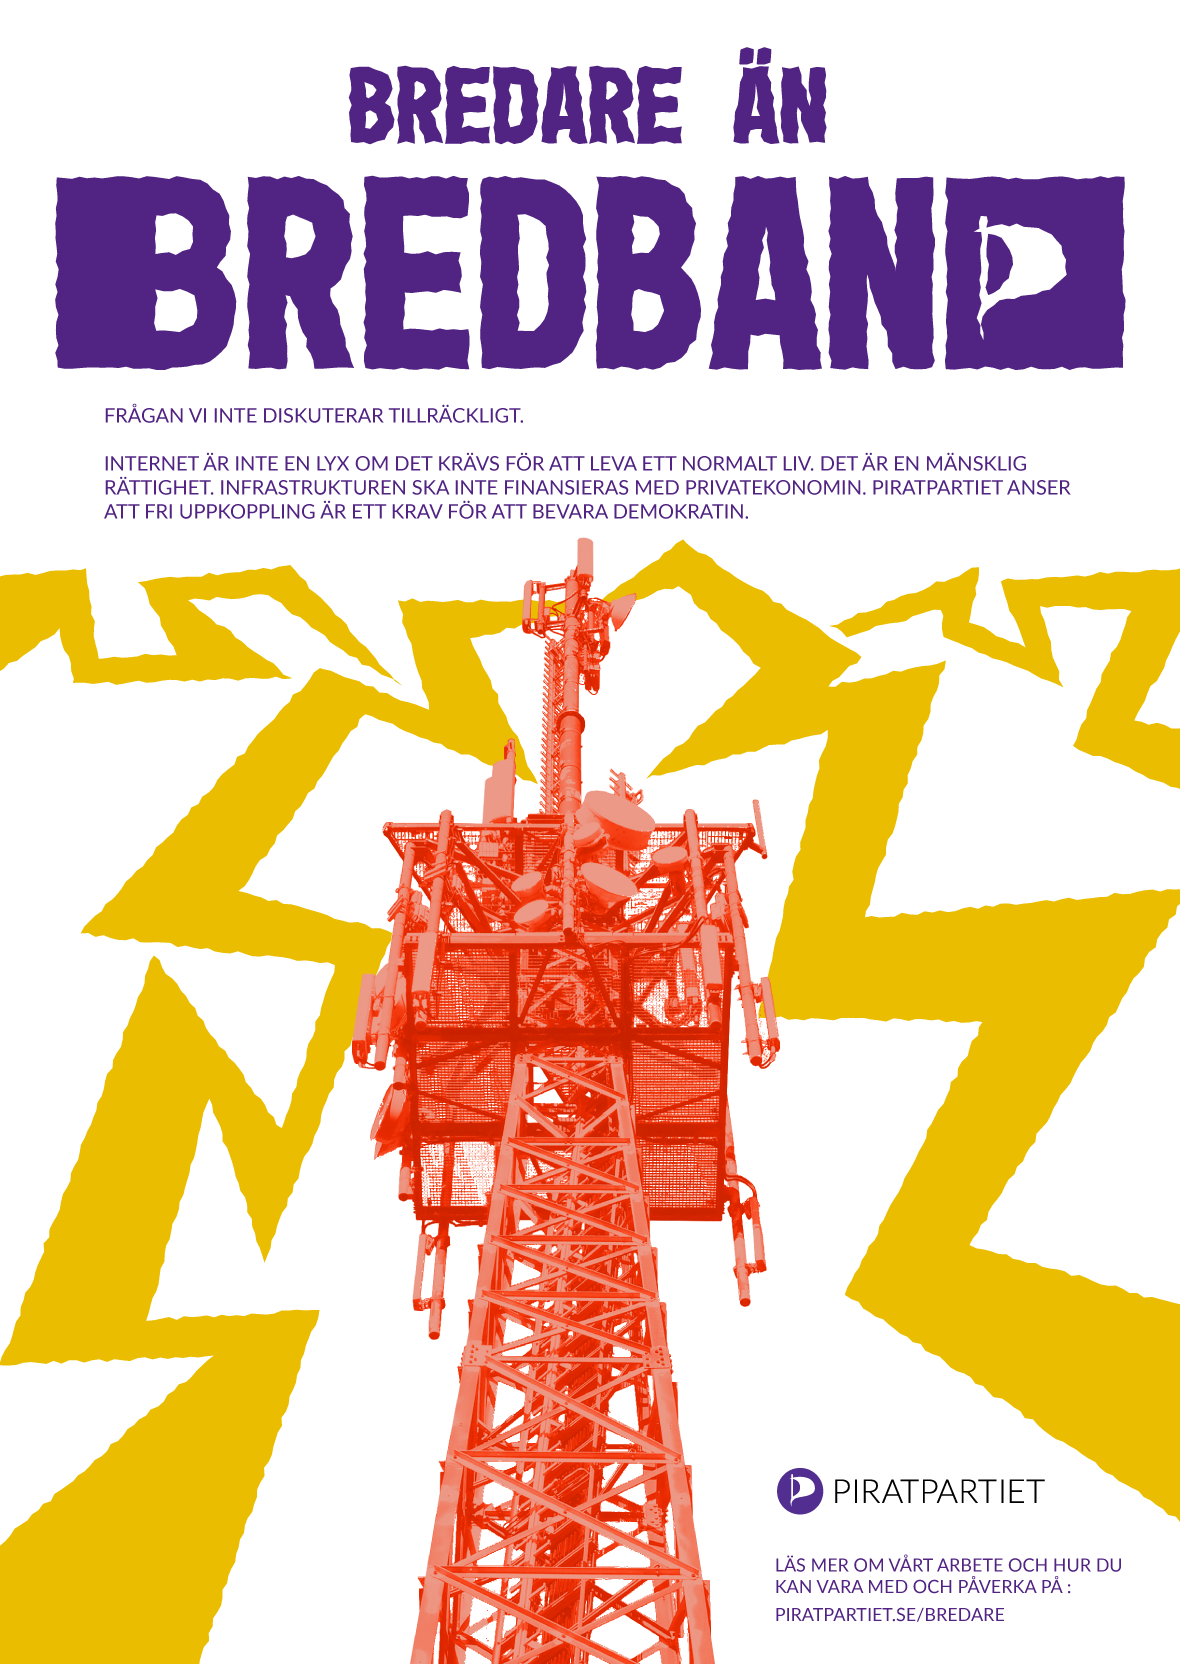 BREDARE ÄN
BREDBAND
FRÅGAN VI INTE DISKUTERAR TILLRÄCKLIGT.
INTERNET ÄR INTE EN LYX OM DET KRÄVS FÖR ATT LEVA ETT NORMALT LIV. DET ÄR EN MÄNSKLIG
RÄTTIGHET. INFRASTRUKTUREN SKA INTE FINANSIERAS MED PRIVATEKONOMIN. PIRATPARTIET ANSER
ATT FRI UPPKOPPLING ÄR ETT KRAV FÖR ATT BEVARA DEMOKRATIN.
PIRATPARTIET
LÄS MER OM VÅRT ARBETE OCH HUR DU
KAN VARA MED OCH PÅVERKA PÅ :
PIRATPARTIET.SE/BREDARE